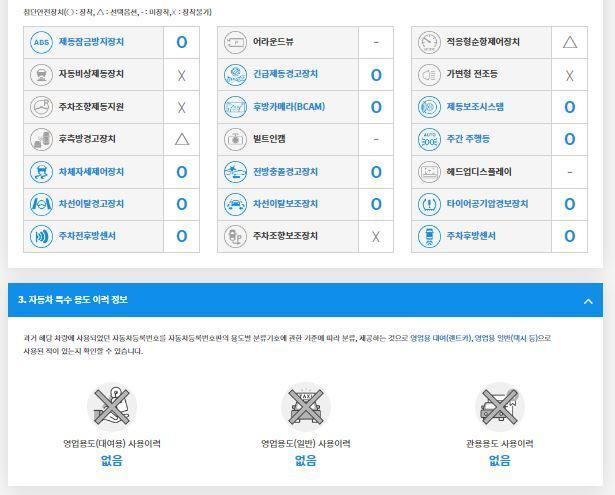 첨단안전장치(○ : 장착, △ : 선택옵션, - : 미장착, X : 장착불가)
ABS 제동잠금방지장치 O 어라운드뷰 - 적응형순항제어장치 △
자동비상제동장치 X 긴급제동경고장치 O 가변형 전조등 X
주차조향제동지원 X 후방카메라(BCAM) O 제동보조시스템 O
후측방경고장치 △ 빌트인캠 - AUTO 주간 주행등 O
차체자세제어장치 O 전방충돌경고장치 O 헤드업디스플레이 -
차선이탈경고장치 O 차선이탈보조장치 O 타이어공기압경보장치 O
주차전후방센서 O 주차조향보조장치 X 주차후방센서 O
3. 자동차 특수 용도 이력 정보
과거 해당 차량에 사용되었던 자동차등록번호를 자동차등록번호판의 용도별 분류기호에 관한 기준에 따라 분류, 제공하는 것으로 영업용 대여(렌트카), 영업용 일반(택시 등)으로
사용된 적이 있는지 확인할 수 있습니다.
TAXI
영업용도(대여용) 사용이력 영업용도(일반) 사용이력 관용용도 사용이력
없음 없음 없음